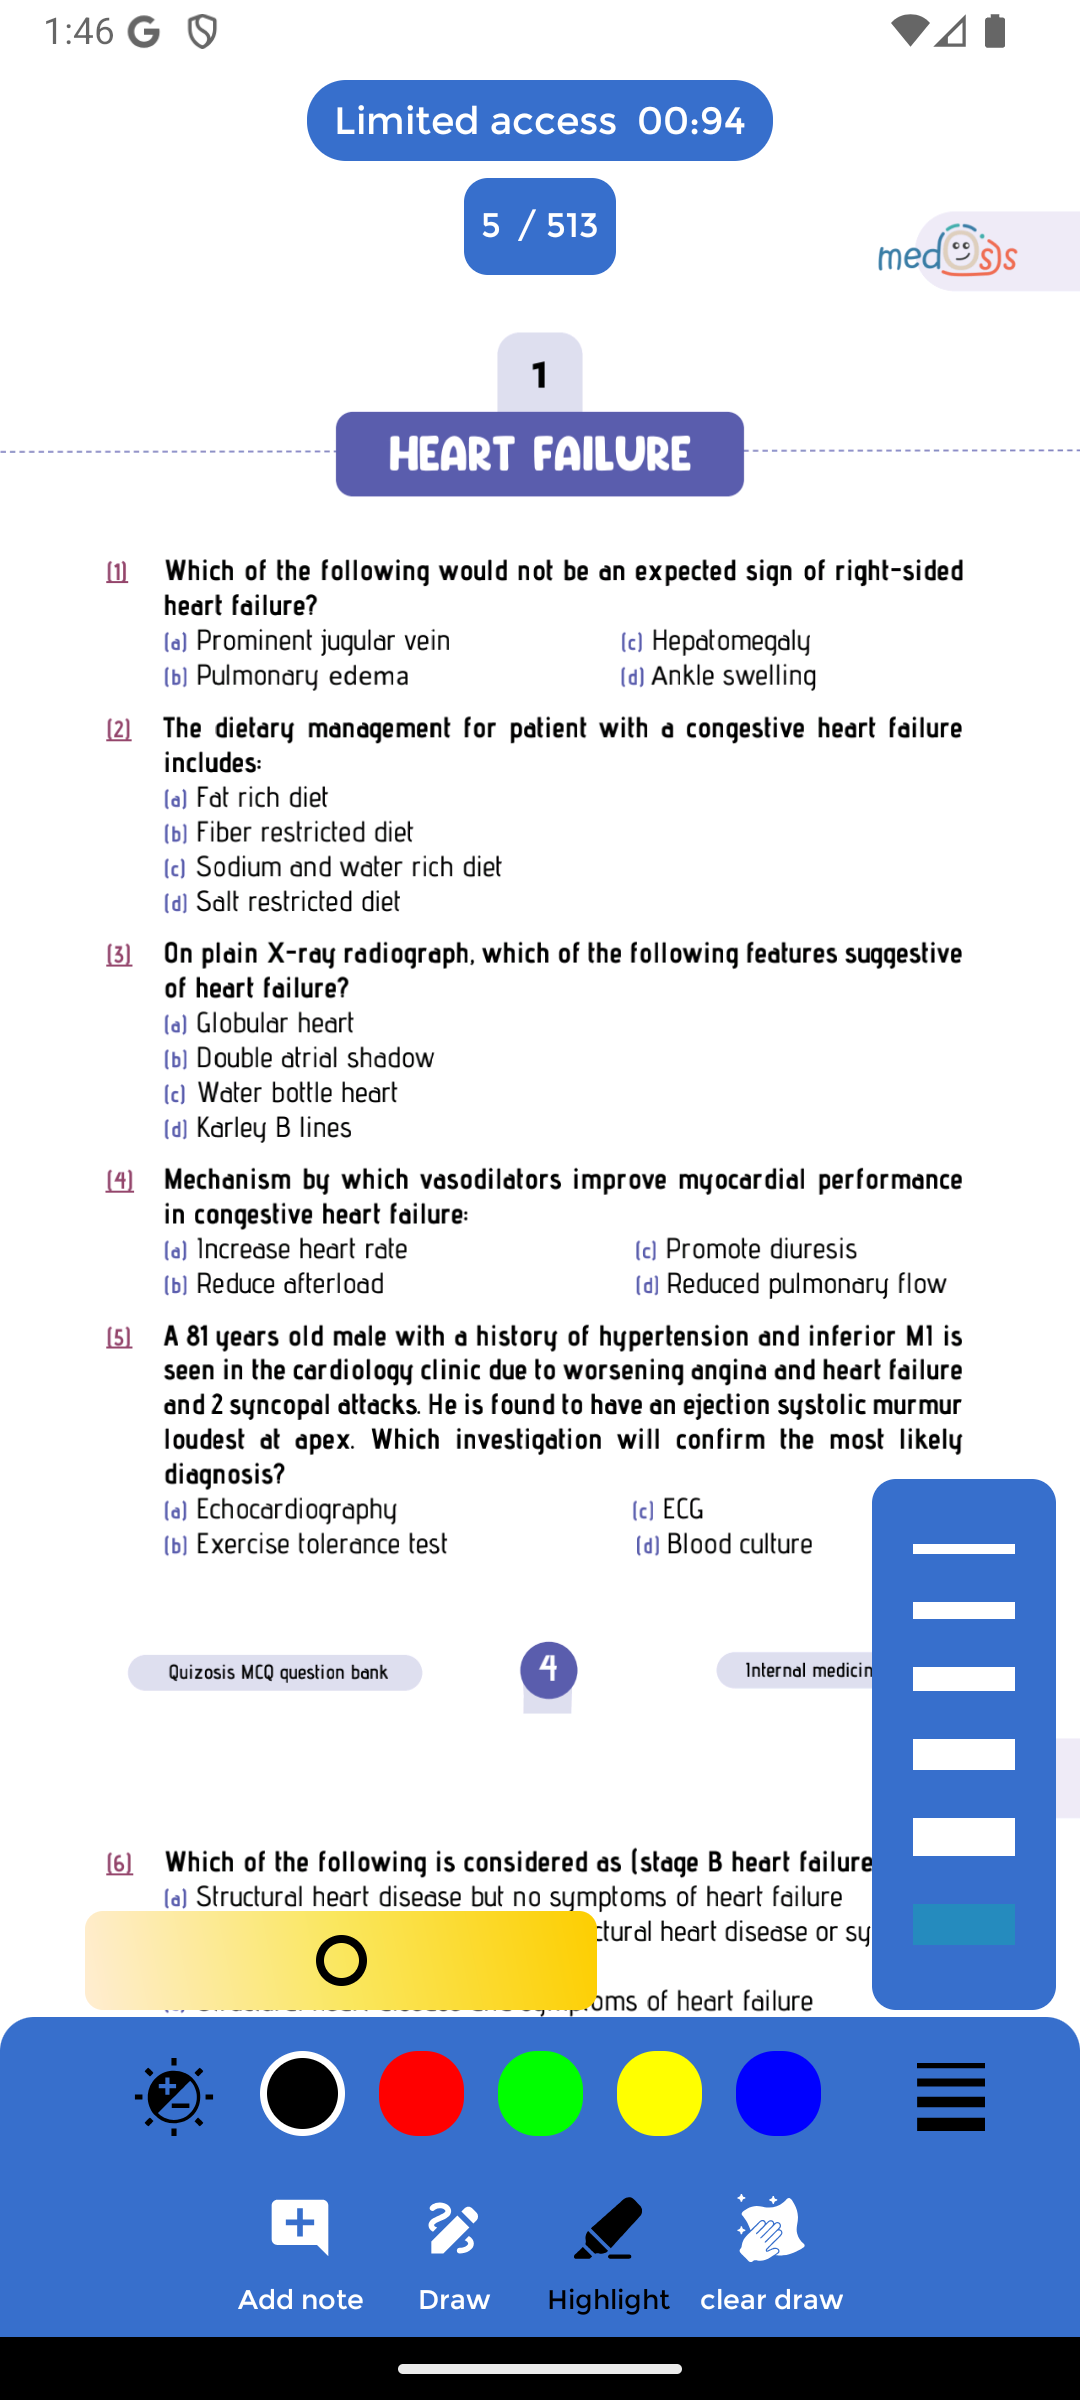 1:46
Limited access 00:94
5 / 513
medosis
1
HEART FAILURE
(1) Which of the following would not be an expected sign of right-sided
heart failure?
(a) Prominent jugular vein (c) Hepatomegaly
(b) Pulmonary edema (d) Ankle swelling
(2) The dietary management for patient with a congestive heart failure
includes:
(a) Fat rich diet
(b) Fiber restricted diet
(c) Sodium and water rich diet
(d) Salt restricted diet
(3) On plain X-ray radiograph, which of the following features suggestive
of heart failure?
(a) Globular heart
(b) Double atrial shadow
(c) Water bottle heart
(d) Karley B lines
(4) Mechanism by which vasodilators improve myocardial performance
in congestive heart failure:
(a) Increase heart rate (c) Promote diuresis
(b) Reduce afterload (d) Reduced pulmonary flow
(5) A 81 years old male with a history of hypertension and inferior MI is
seen in the cardiology clinic due to worsening angina and heart failure
and 2 syncopal attacks. He is found to have an ejection systolic murmur
loudest at apex. Which investigation will confirm the most likely
diagnosis?
(a) Echocardiography (c) ECG
(b) Exercise tolerance test (d) Blood culture
Quizosis MCQ question bank 4 Internal medicin
(6) Which of the following is considered as (stage B heart failure
(a) Structural heart disease but no symptoms of heart failure
ctural heart disease or sy
oms of heart failure
Add note Draw Highlight clear draw